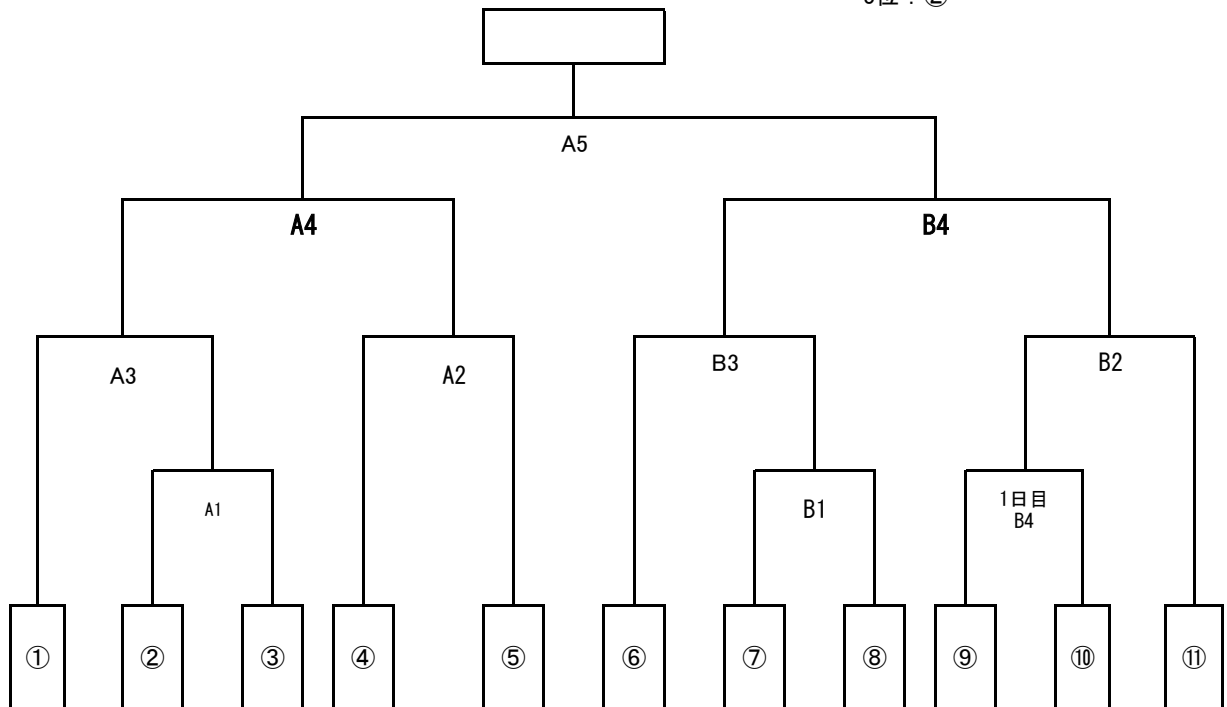 A5
A4
B4
A3
A2
B3
B2
A1
B1
1日目
B4
①
②
③
④
⑤
⑥
⑦
⑧
⑨
⑩
⑪